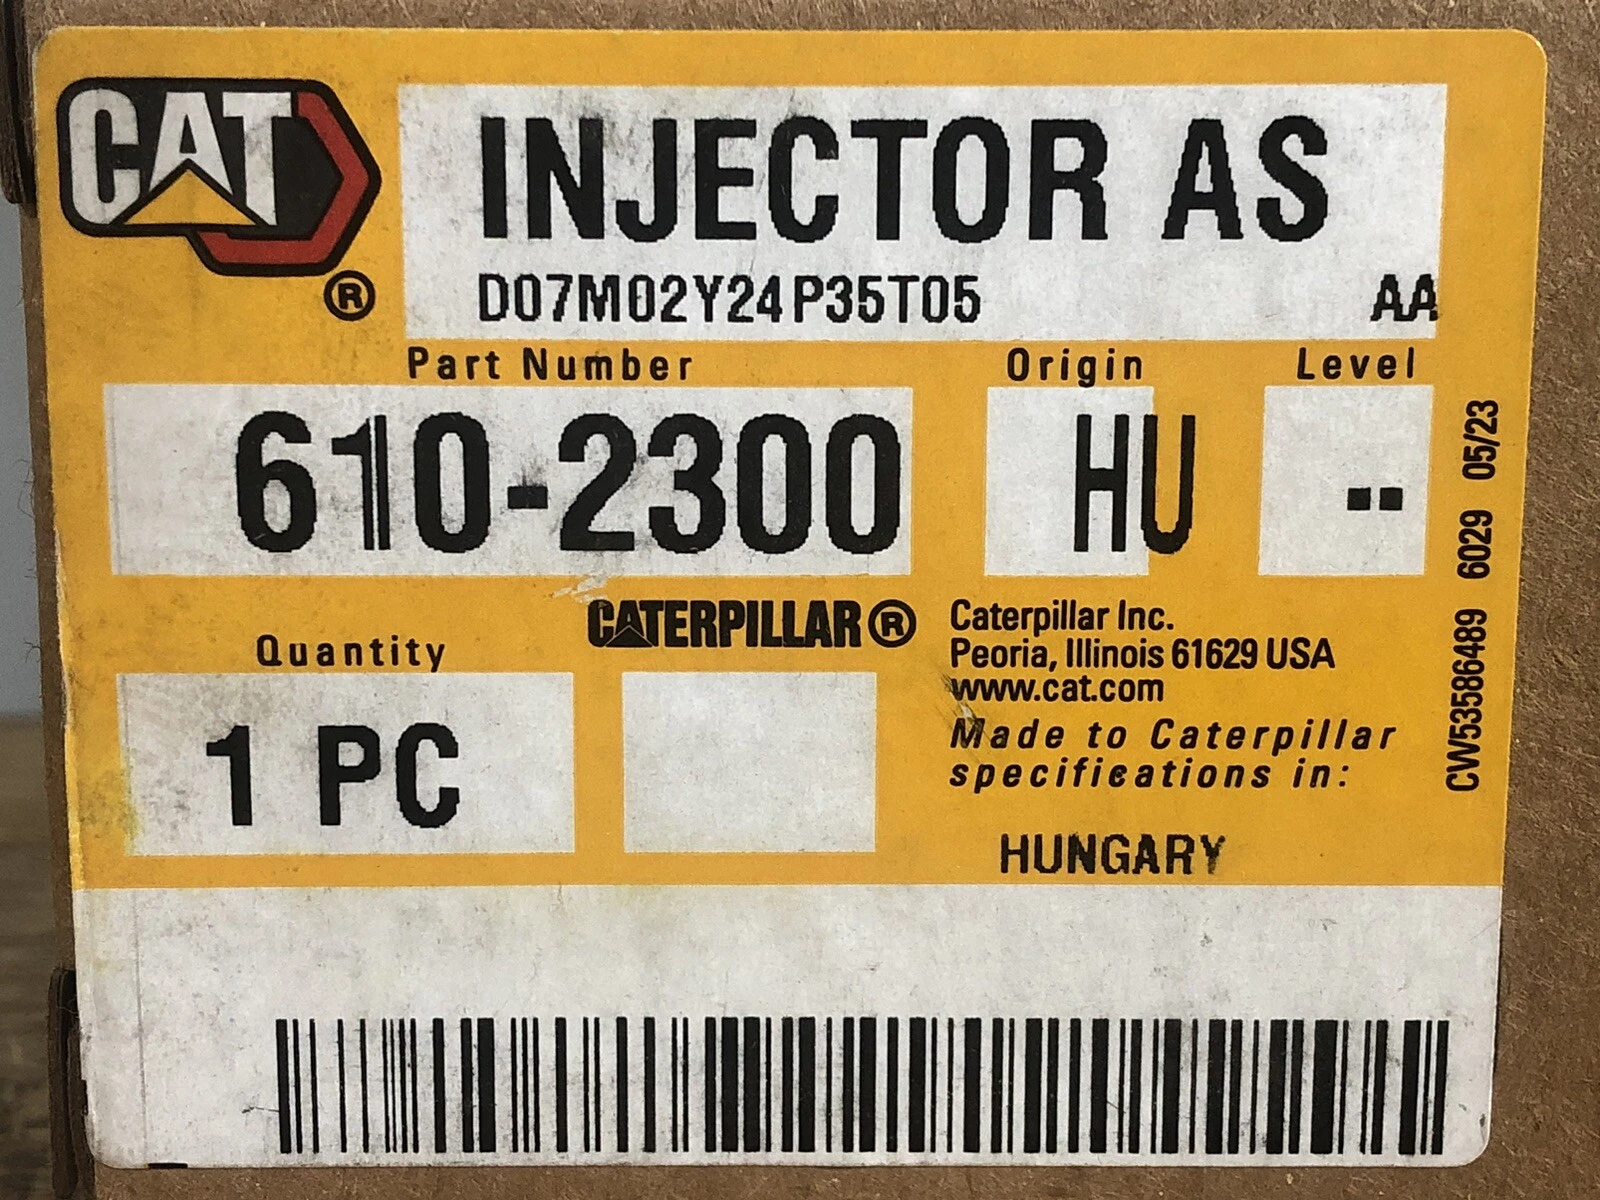 CAT ®
INJECTOR AS
D07M02Y24P35T05 AA
Part Number Origin Level
610-2300 HU --
CATERPILLAR®
Quantity
1 PC
Caterpillar Inc.
Peoria, Illinois 61629 USA
www.cat.com
Made to Caterpillar
specifications in:
HUNGARY
CW53586489 6029 05/23